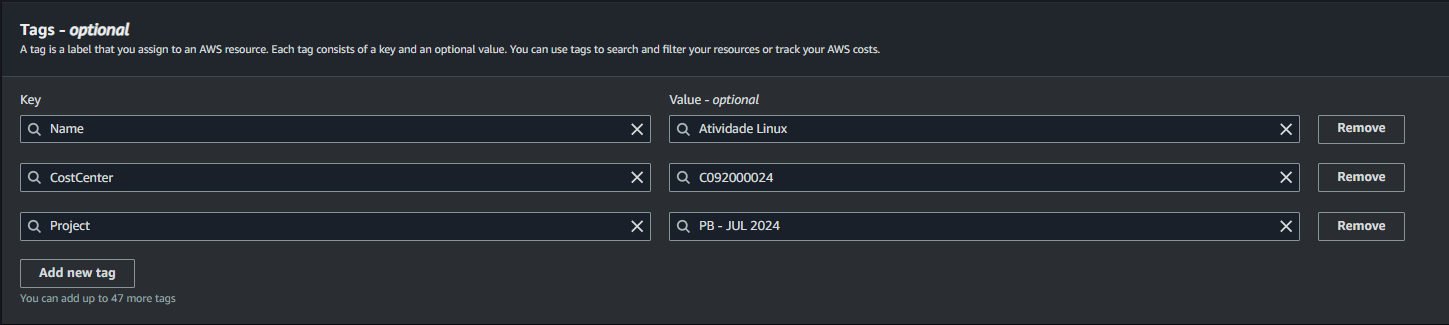 Tags - optional
A tag is a label that you assign to an AWS resource. Each tag consists of a key and an optional value. You can use tags to search and filter your resources or track your AWS costs.
Key Value - optional
Name Atividade Linux Remove
CostCenter C092000024 Remove
Project PB - JUL 2024 Remove
Add new tag
You can add up to 47 more tags